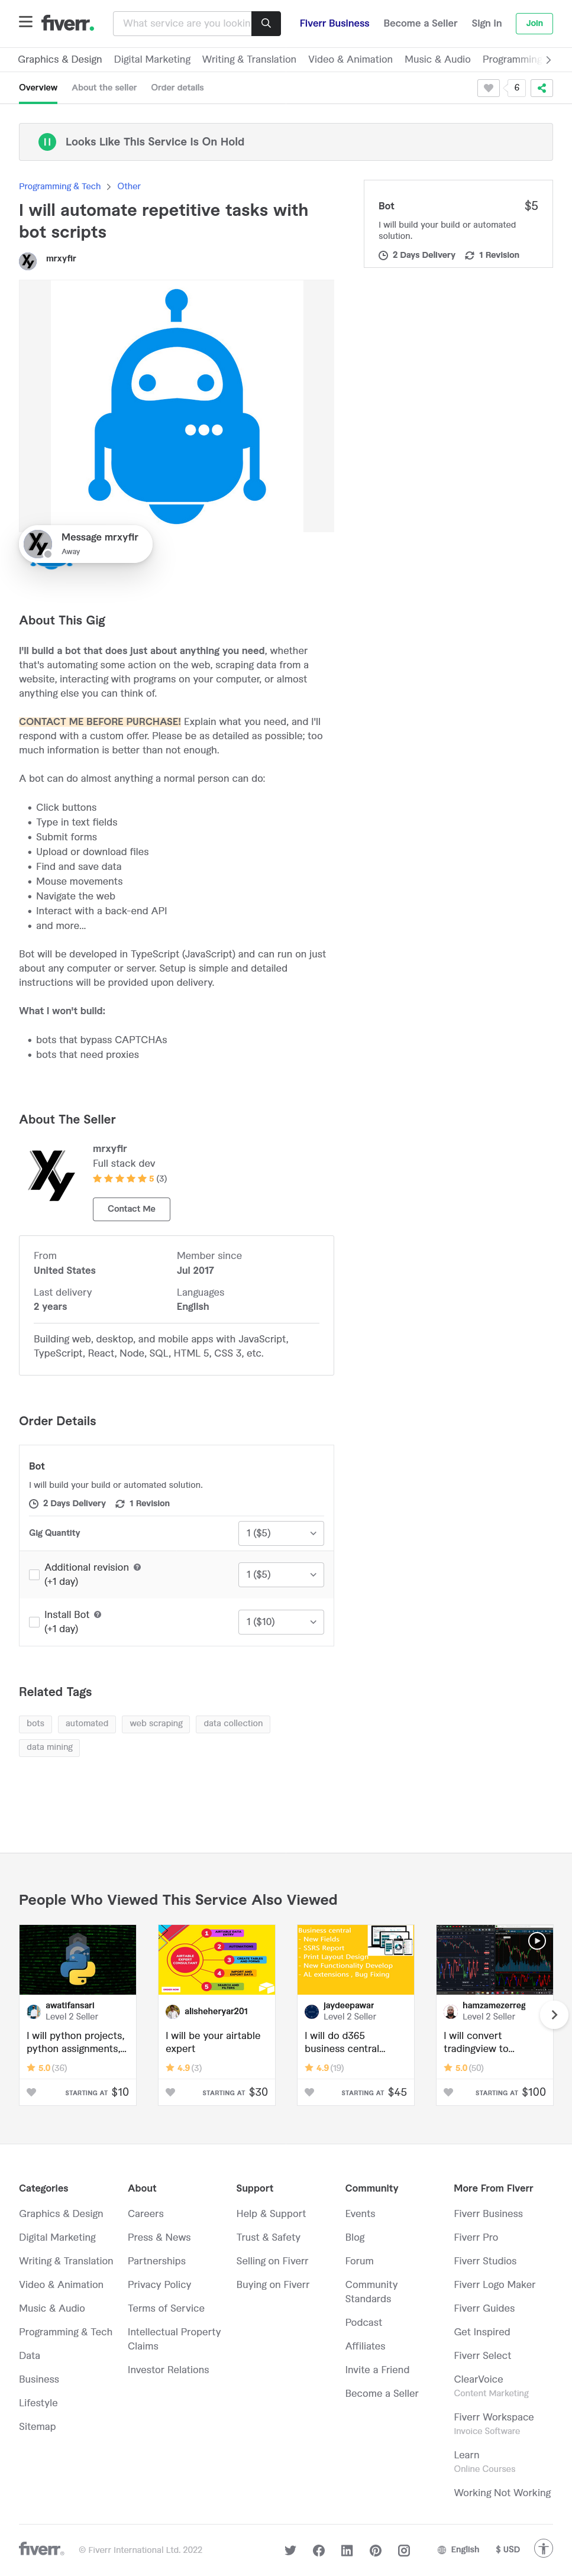 fiverr.
What service are you lookin
Fiverr Business
Become a Seller
Sign In
Join
Graphics & Design
Digital Marketing
Writing & Translation
Video & Animation
Music & Audio
Programming
Overview
About the seller
Order details
6
Looks Like This Service Is On Hold
Programming & Tech > Other
I will automate repetitive tasks with
bot scripts
mrxyfir
Bot
$5
I will build your build or automated
solution.
2 Days Delivery
1 Revision
Message mrxyfir
Away
About This Gig
I'll build a bot that does just about anything you need, whether
that's automating some action on the web, scraping data from a
website, interacting with programs on your computer, or almost
anything else you can think of.
CONTACT ME BEFORE PURCHASE! Explain what you need, and I'll
respond with a custom offer. Please be as detailed as possible; too
much information is better than not enough.
A bot can do almost anything a normal person can do:
• Click buttons
• Type in text fields
• Submit forms
• Upload or download files
• Find and save data
• Mouse movements
• Navigate the web
• Interact with a back-end API
• and more...
Bot will be developed in TypeScript (JavaScript) and can run on just
about any computer or server. Setup is simple and detailed
instructions will be provided upon delivery.
What I won't build:
• bots that bypass CAPTCHAs
• bots that need proxies
About The Seller
Xy
mrxyfir
Full stack dev
5 (3)
Contact Me
From
United States
Member since
Jul 2017
Last delivery
2 years
Languages
English
Building web, desktop, and mobile apps with JavaScript,
TypeScript, React, Node, SQL, HTML 5, CSS 3, etc.
Order Details
Bot
I will build your build or automated solution.
2 Days Delivery
1 Revision
Gig Quantity
1 ($5)
Additional revision
(+1 day)
1 ($5)
Install Bot
(+1 day)
1 ($10)
Related Tags
bots
automated
web scraping
data collection
data mining
People Who Viewed This Service Also Viewed
Business central
New Fields
SSRS Report
Print Layout Design
New Functionality Develop
AL extensions , Bug Fixing
awatifansari
Level 2 Seller
I will python projects,
python assignments,...
5.0 (36)
STARTING AT $10
alisheheryar201
I will be your airtable
expert
4.9 (3)
STARTING AT $30
jaydeepawar
Level 2 Seller
I will do d365
business central...
4.9 (19)
STARTING AT $45
hamzamezerreg
Level 2 Seller
I will convert
tradingview to...
5.0 (50)
STARTING AT $100
Categories
Graphics & Design
Digital Marketing
Writing & Translation
Video & Animation
Music & Audio
Programming & Tech
Data
Business
Lifestyle
Sitemap
About
Careers
Press & News
Partnerships
Privacy Policy
Terms of Service
Intellectual Property
Claims
Investor Relations
Support
Help & Support
Trust & Safety
Selling on Fiverr
Buying on Fiverr
Community
Events
Blog
Forum
Community
Standards
Podcast
Affiliates
Invite a Friend
Become a Seller
More From Fiverr
Fiverr Business
Fiverr Pro
Fiverr Studios
Fiverr Logo Maker
Fiverr Guides
Get Inspired
Fiverr Select
ClearVoice
Content Marketing
Fiverr Workspace
Invoice Software
Learn
Online Courses
Working Not Working
fiverr.
© Fiverr International Ltd. 2022
English
$ USD